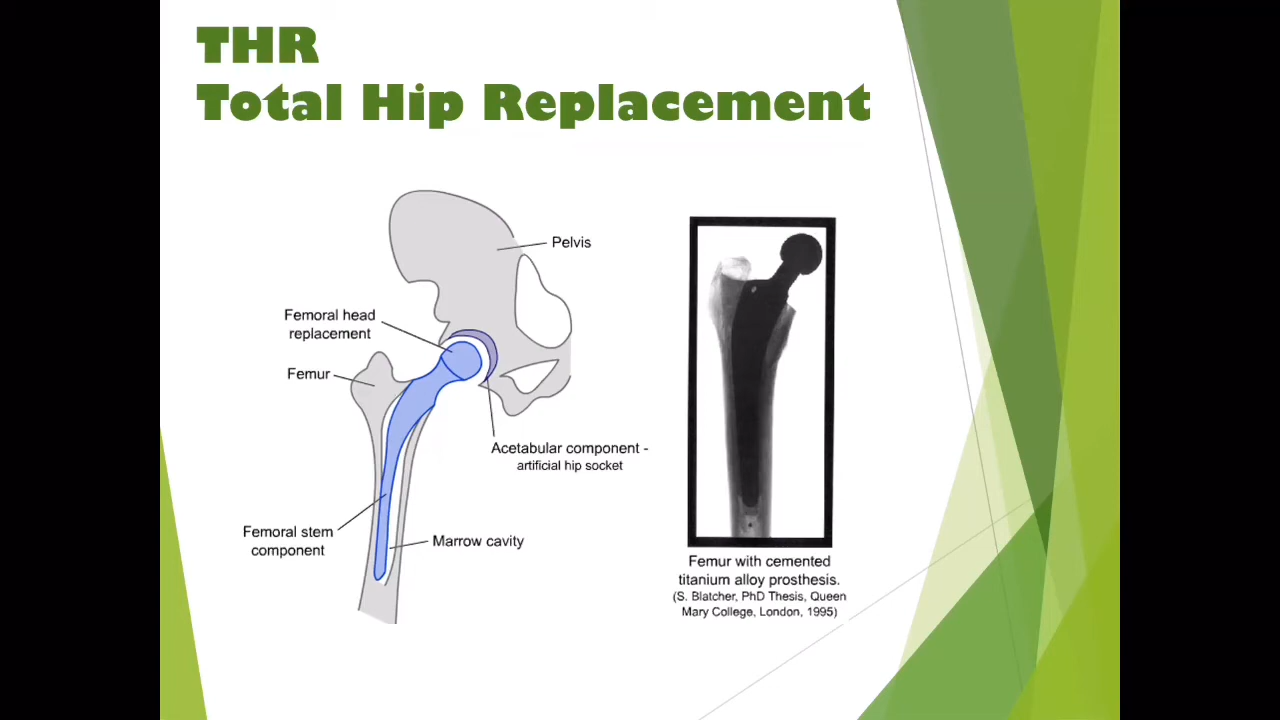 THR
Total Hip Replacement
Pelvis
Femoral head
replacement
Femur
Acetabular component -
artificial hip socket
Femoral stem
component
Marrow cavity
Femur with cemented
titanium alloy prosthesis.
(S. Blatcher, PhD Thesis, Queen
Mary College, London, 1995)